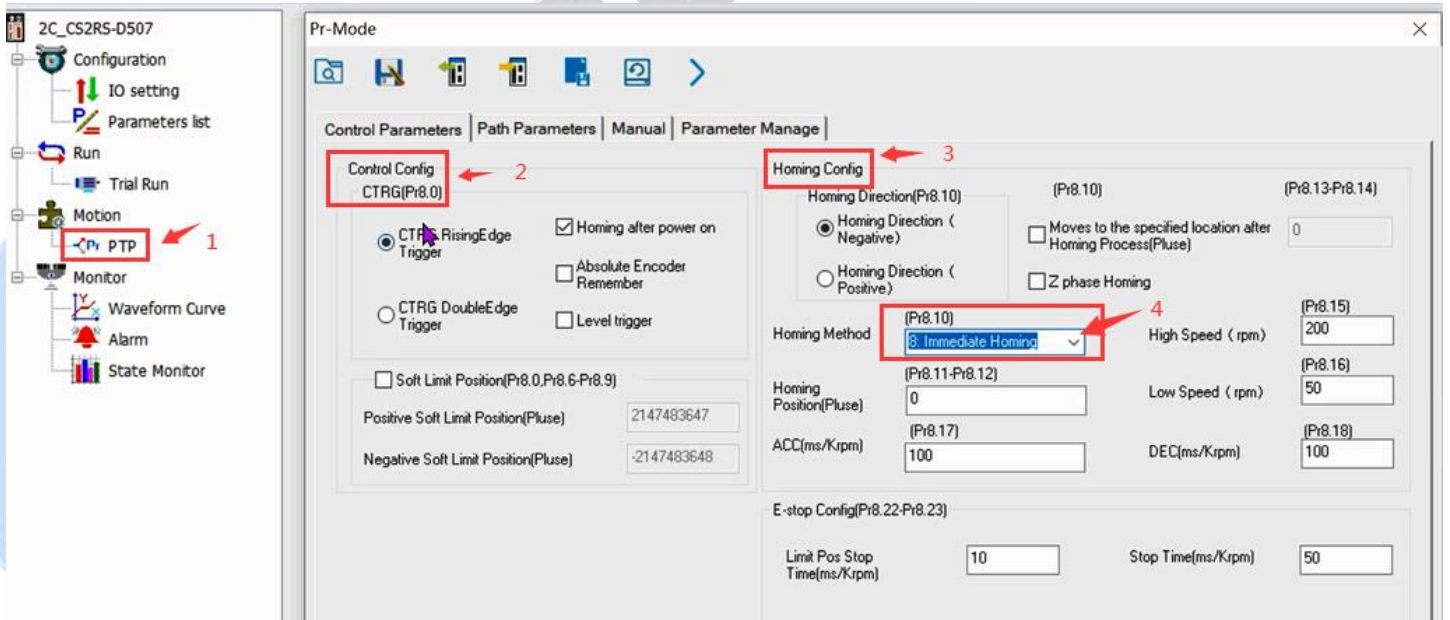 2C_CS2RS-D507
Configuration
IO setting
Parameters list
Run
Trial Run
Motion
PTP
1
Monitor
Waveform Curve
Alarm
State Monitor
Pr-Mode
Control Parameters
Path Parameters
Manual
Parameter Manage
Control Config
2
CTRG(Pr8.0)
CTRG RisingEdge
Trigger
Homing after power on
Absolute Encoder
Remember
CTRG DoubleEdge
Trigger
Level trigger
Soft Limit Position(Pr8.0,Pr8.6-Pr8.9)
Positive Soft Limit Position(Pluse)
2147483647
Negative Soft Limit Position(Pluse)
-2147483648
Homing Config
3
Homing Direction(Pr8.10)
Homing Direction (
Negative)
Homing Direction (
Positive)
(Pr8.10)
(Pr8.13-Pr8.14)
Moves to the specified location after
Homing Process(Pluse)
0
Z phase Homing
Homing Method
(Pr8.10)
8: Immediate Homing
4
High Speed (rpm)
(Pr8.15)
200
Homing
Position(Pluse)
(Pr8.11-Pr8.12)
0
Low Speed (rpm)
(Pr8.16)
50
ACC(ms/Krpm)
(Pr8.17)
100
DEC(ms/Krpm)
(Pr8.18)
100
E-stop Config(Pr8.22-Pr8.23)
Limit Pos Stop
Time(ms/Krpm)
10
Stop Time(ms/Krpm)
50